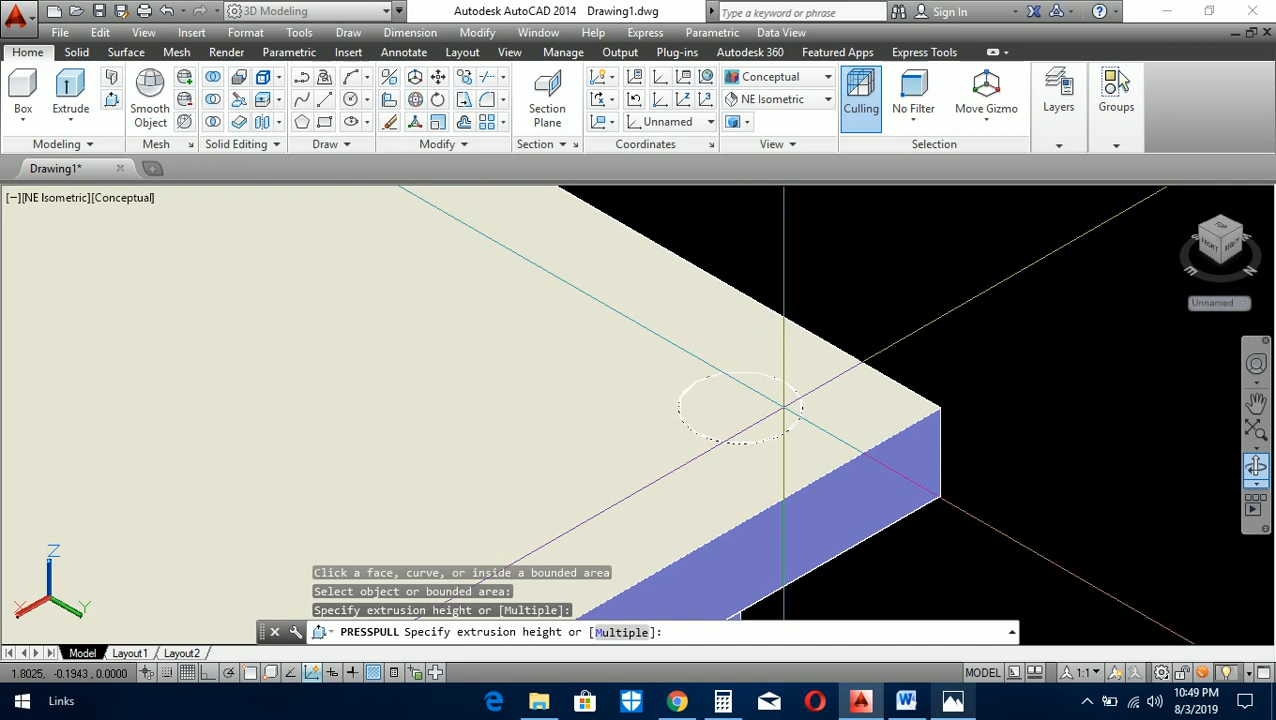 3D Modeling
Autodesk AutoCAD 2014 Drawing1.dwg
Type a keyword or phrase
Sign In
File Edit View Insert Format Tools Draw Dimension Modify Window Help Express Parametric Data View
Home Solid Surface Mesh Render Parametric Insert Annotate Layout View Manage Output Plug-ins Autodesk 360 Featured Apps Express Tools
Box
Extrude
Smooth
Object
Section
Plane
Unnamed
Conceptual
NE Isometric
Culling
No Filter
Move Gizmo
Layers
Groups
Modeling
Mesh
Solid Editing
Draw
Modify
Section
Coordinates
View
Selection
Drawing1*
[−][NE Isometric][Conceptual]
TOP
FRONT
Unnamed
Z
X
Y
Click a face, curve, or inside a bounded area
Select object or bounded area:
Specify extrusion height or [Multiple]:
PRESSPULL Specify extrusion height or [Multiple]:
Model Layout1 Layout2
1.8025, -0.1943, 0.0000
MODEL
1:1
Links
10:49 PM
8/3/2019